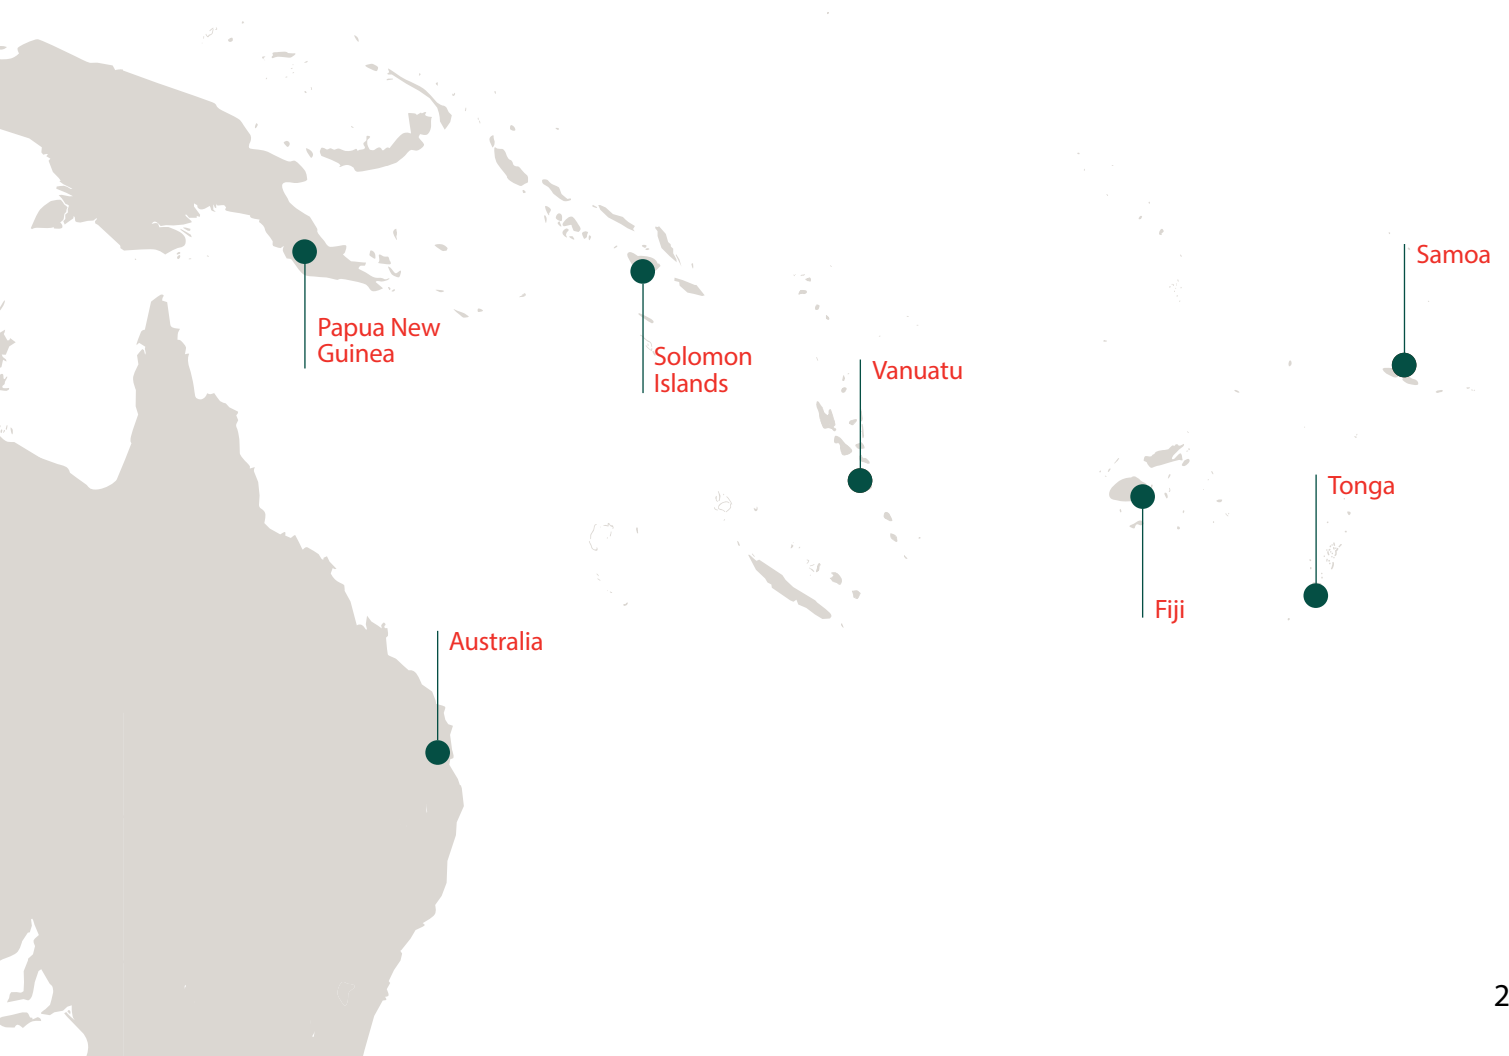 Samoa
Papua New
Guinea
Solomon
Islands
Vanuatu
Tonga
Fiji
Australia
2